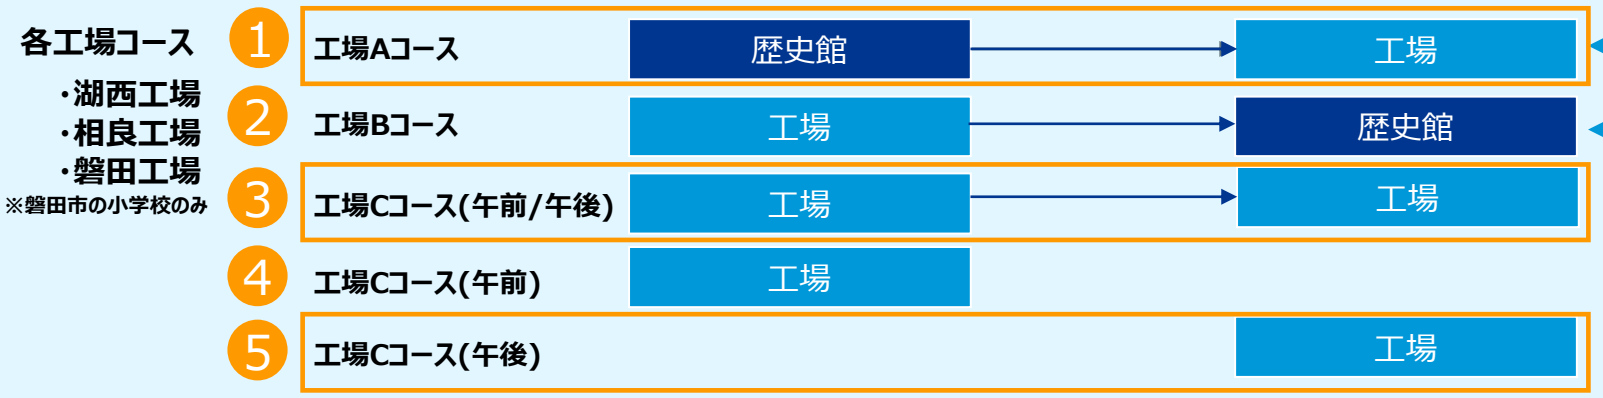 各工場コース
・湖西工場
・相良工場
・磐田工場
※磐田市の小学校のみ
1 工場Aコース 歴史館 工場
2 工場Bコース 工場 歴史館
3 工場Cコース(午前/午後) 工場 工場
4 工場Cコース(午前) 工場
5 工場Cコース(午後) 工場